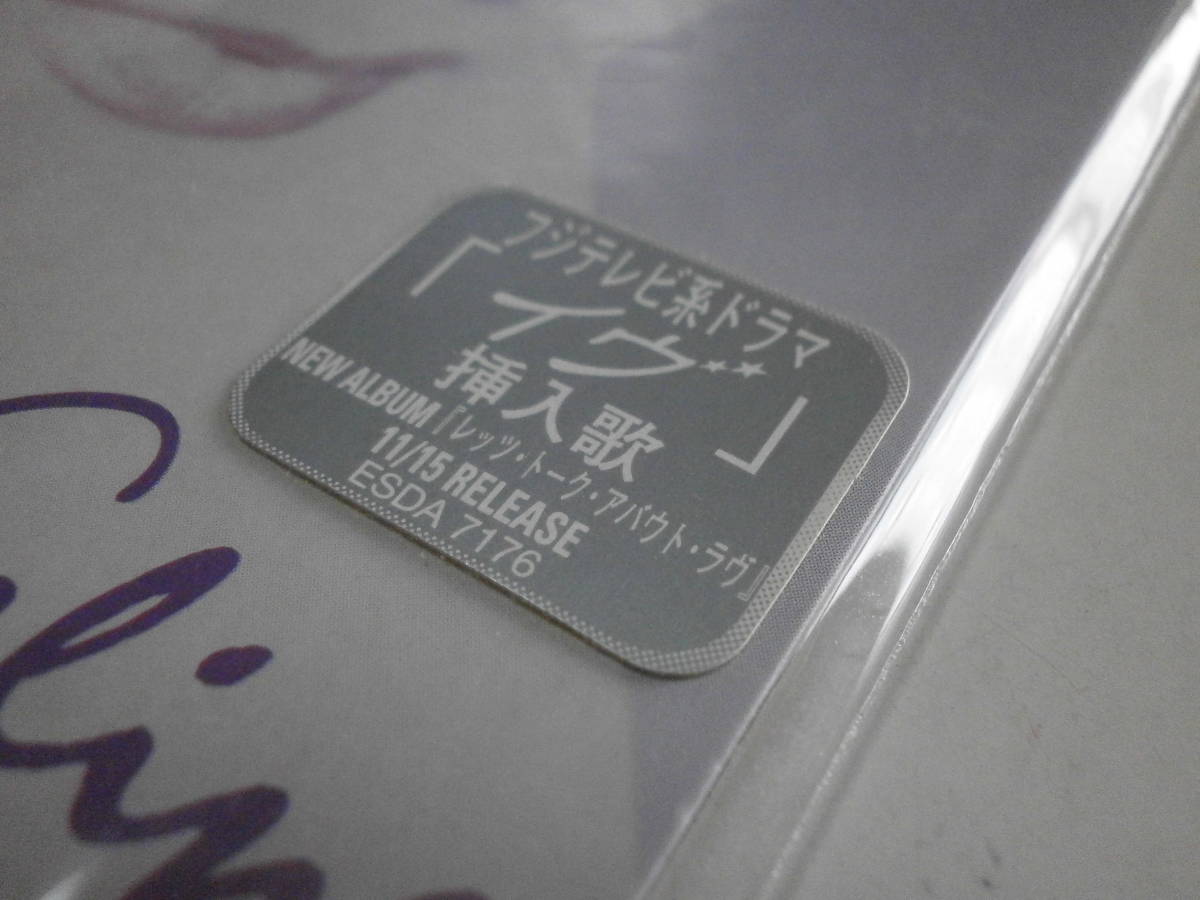 フジテレビ系ドラマ
「イヴ」
挿入歌
NEW ALBUM『レッツ・トーク・アバウト・ラヴ』
11/15 RELEASE
ESDA 7176